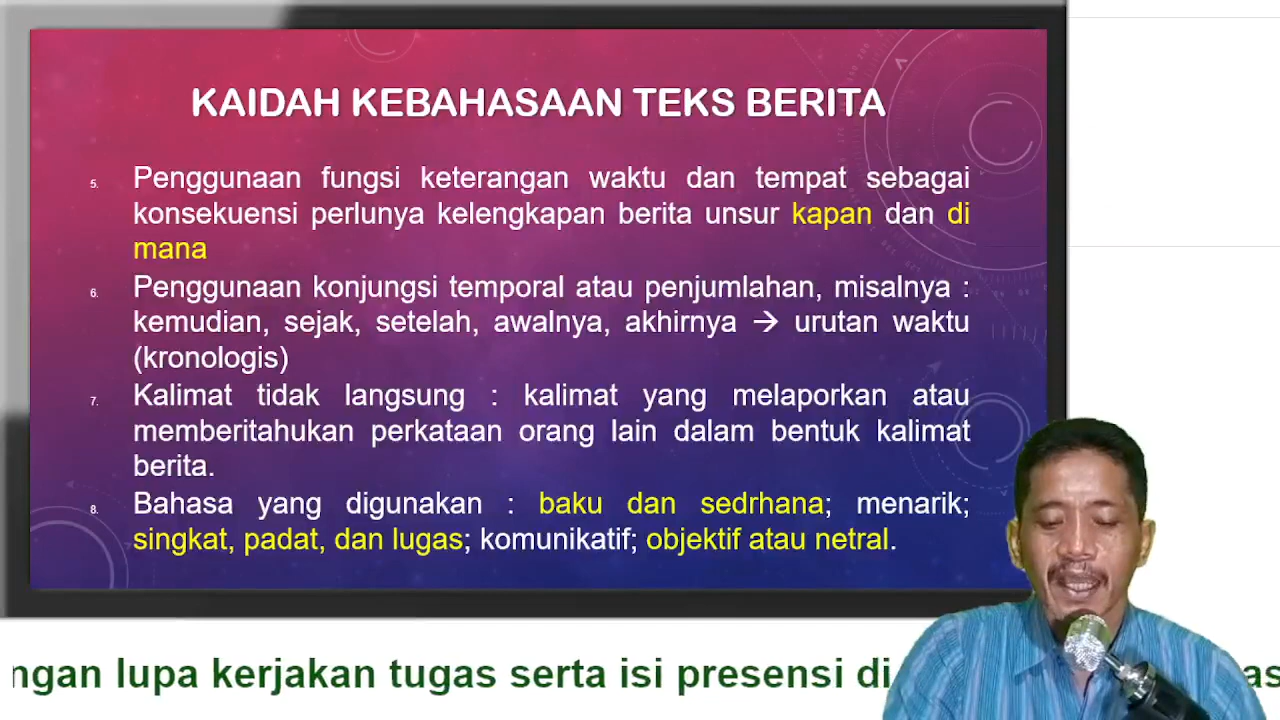 KAIDAH KEBAHASAAN TEKS BERITA
5. Penggunaan fungsi keterangan waktu dan tempat sebagai
konsekuensi perlunya kelengkapan berita unsur kapan dan di
mana
6. Penggunaan konjungsi temporal atau penjumlahan, misalnya :
kemudian, sejak, setelah, awalnya, akhirnya → urutan waktu
(kronologis)
7. Kalimat tidak langsung : kalimat yang melaporkan atau
memberitahukan perkataan orang lain dalam bentuk kalimat
berita.
8. Bahasa yang digunakan : baku dan sedrhana; menarik;
singkat, padat, dan lugas; komunikatif; objektif atau netral.
ngan lupa kerjakan tugas serta isi presensi di